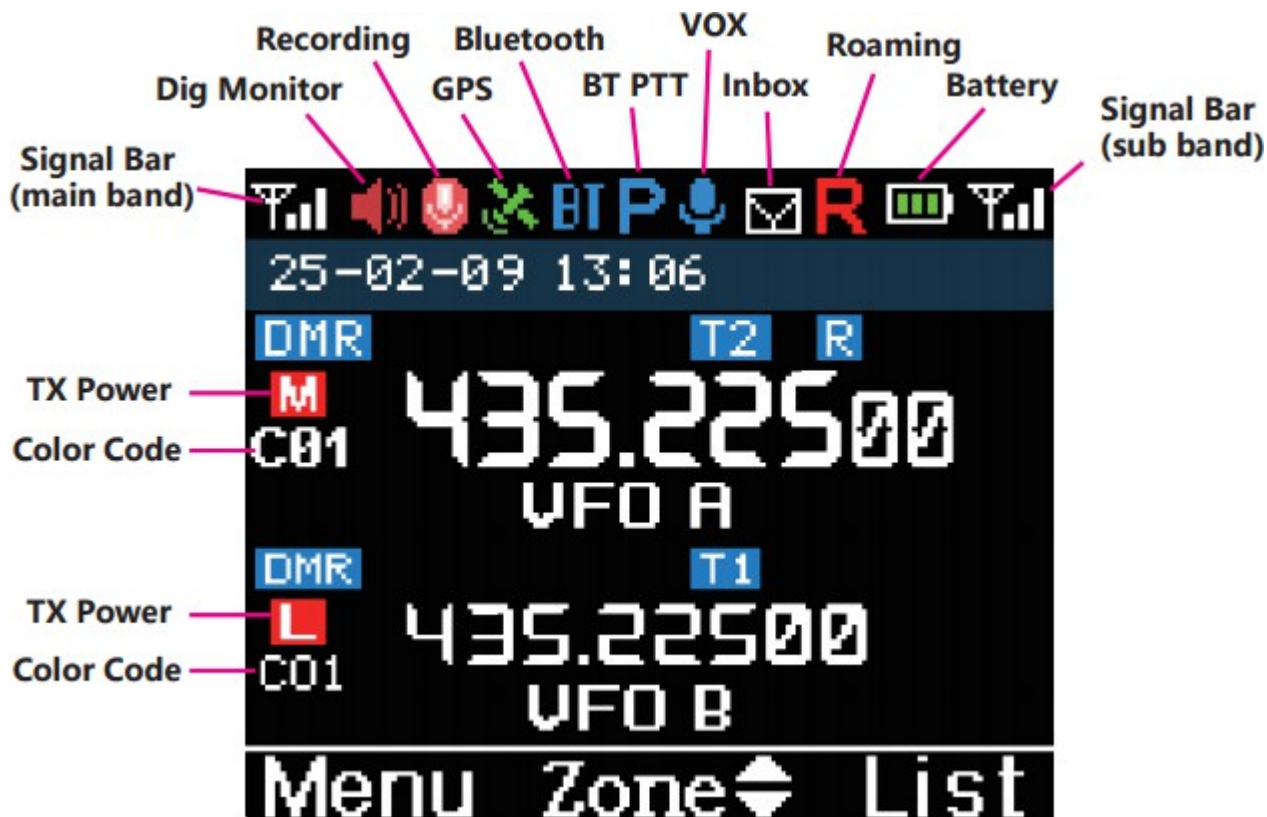 Recording Bluetooth VOX Roaming
Dig Monitor GPS BT PTT Inbox Battery
Signal Bar
(main band)
Signal Bar
(sub band)
BT P R
25-02-09 13:06
DMR T2 R
TX Power M 435.22500
Color Code C01
VFO A
DMR T1
TX Power L 435.22500
Color Code C01
VFO B
Menu Zone List